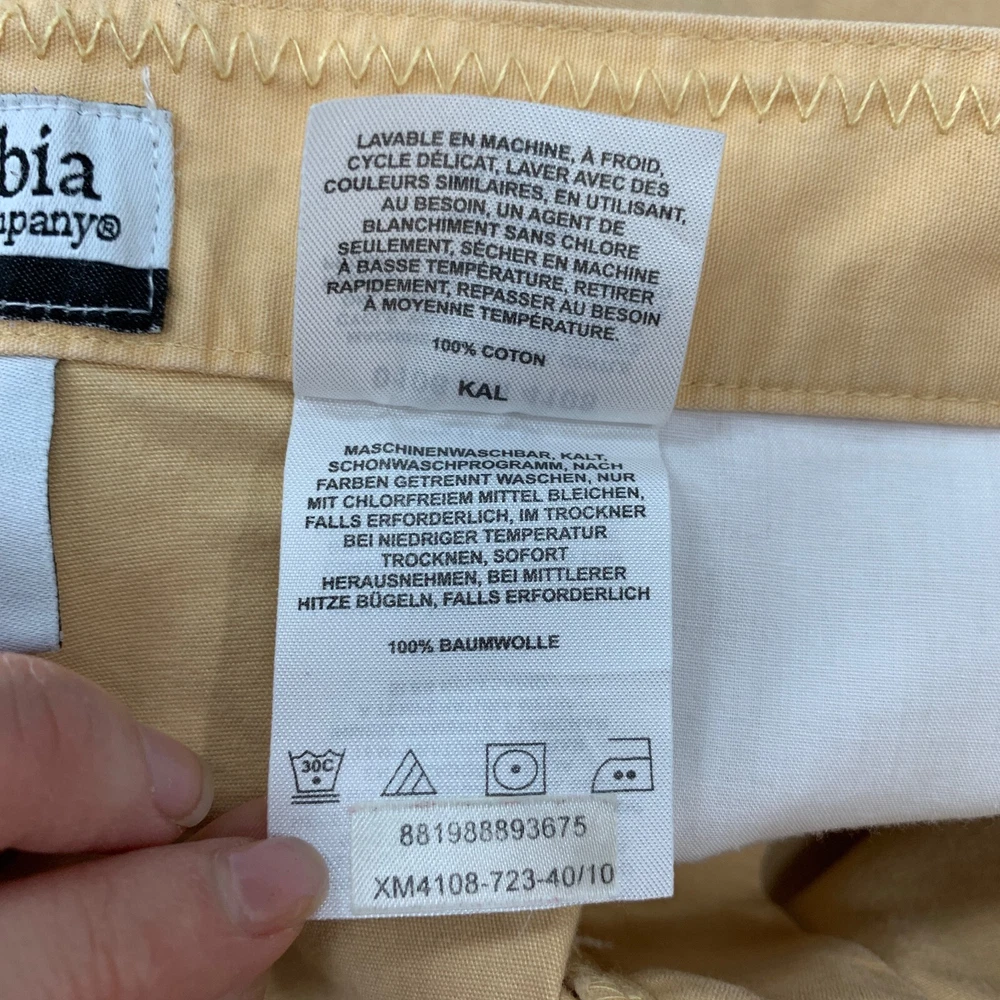 bia
mpany®
LAVABLE EN MACHINE, À FROID,
CYCLE DÉLICAT, LAVER AVEC DES
COULEURS SIMILAIRES, EN UTILISANT,
AU BESOIN, UN AGENT DE
BLANCHIMENT SANS CHLORE
SEULEMENT, SÉCHER EN MACHINE
À BASSE TEMPÉRATURE, RETIRER
RAPIDEMENT, REPASSER AU BESOIN
À MOYENNE TEMPÉRATURE.
100% COTON
KAL
MASCHINENWASCHBAR, KALT,
SCHONWASCHPROGRAMM, NACH
FARBEN GETRENNT WASCHEN, NUR
MIT CHLORFREIEM MITTEL BLEICHEN,
FALLS ERFORDERLICH, IM TROCKNER
BEI NIEDRIGER TEMPERATUR
TROCKNEN, SOFORT
HERAUSNEHMEN, BEI MITTLERER
HITZE BÜGELN, FALLS ERFORDERLICH
100% BAUMWOLLE
30C
881988893675
XM4108-723-40/10